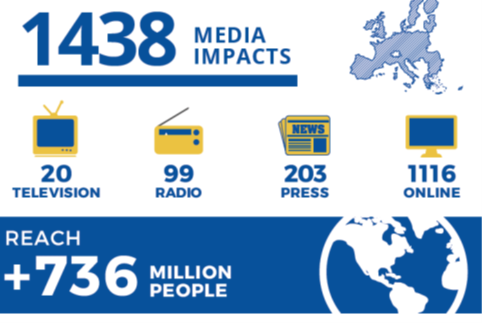 1438 MEDIA
IMPACTS
NEWS
20
TELEVISION
99
RADIO
203
PRESS
1116
ONLINE
REACH
+736 MILLION
PEOPLE